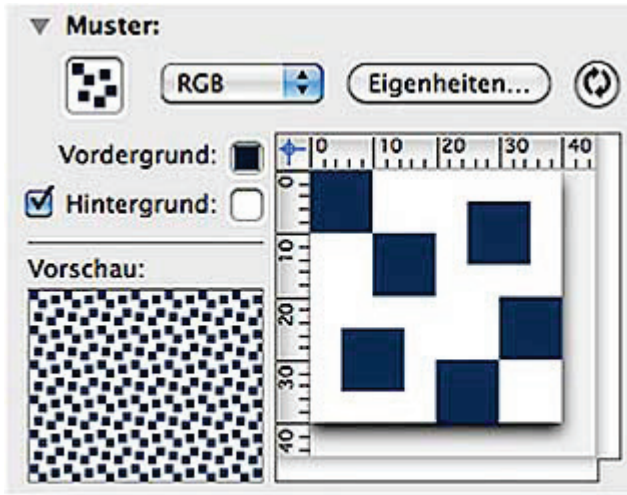 Muster:
RGB Eigenheiten...
Vordergrund:
0 10 20 30 40
Hintergrund:
0
10
20
30
40
Vorschau: